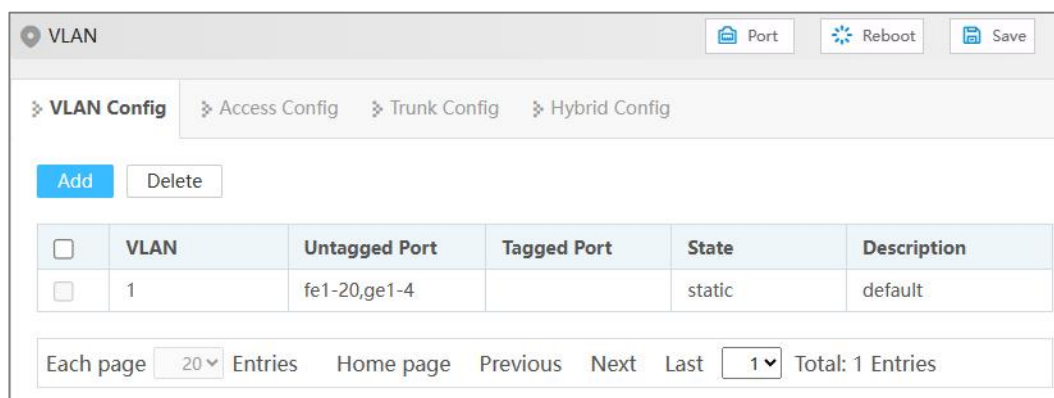 VLAN Port Reboot Save
VLAN Config Access Config Trunk Config Hybrid Config
Add Delete
VLAN Untagged Port Tagged Port State Description
1 fe1-20,ge1-4 static default
Each page 20 Entries Home page Previous Next Last 1 Total: 1 Entries